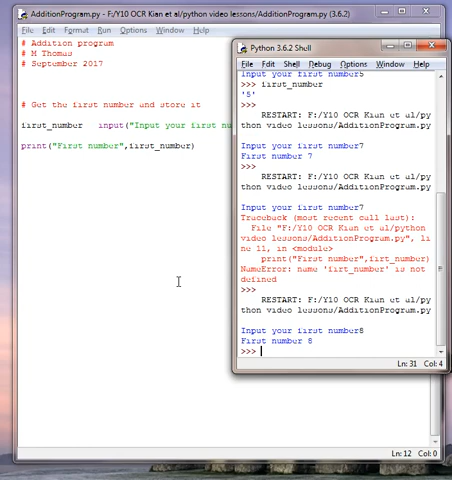 AdditionProgram.py - F:/Y10 OCR Kian et al/python video lessons/AdditionProgram.py (3.6.2)
File Edit Format Run Options Window Help
# Addition program
# M Thomas
# September 2017
# Get the first number and store it
first_number input("Input your first nu
print("First number",first_number)
Ln: 12 Col: 0
Python 3.6.2 Shell
File Edit Shell Debug Options Window Help
Input your first number5
>>> first_number
'5'
>>>
RESTART: F:/Y10 OCR Kian et al/py
thon video lessons/AdditionProgram.py
Input your first number7
First number 7
>>>
RESTART: F:/Y10 OCR Kian et al/py
thon video lessons/AdditionProgram.py
Input your first number7
Traceback (most recent call last):
File "F:/Y10 OCR Kian et al/python
video lessons/AdditionProgram.py", li
ne 11, in <module>
print("First number",firt_number)
NameError: name 'firt_number' is not
defined
>>>
RESTART: F:/Y10 OCR Kian et al/py
thon video lessons/AdditionProgram.py
Input your first number8
First number 8
>>>
Ln: 31 Col: 4